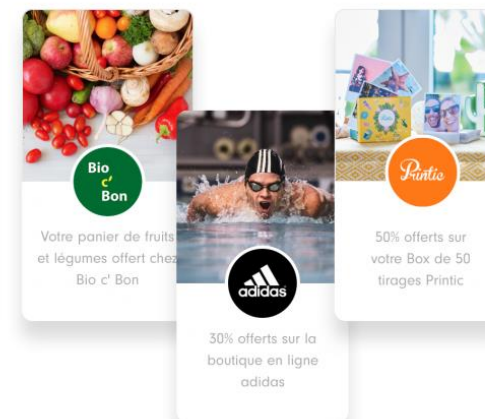 Bio
c'
Bon
Votre panier de fruits
et légumes offert chez
Bio c' Bon
adidas
30% offerts sur la
boutique en ligne
adidas
Printic
50% offerts sur
votre Box de 50
tirages Printic